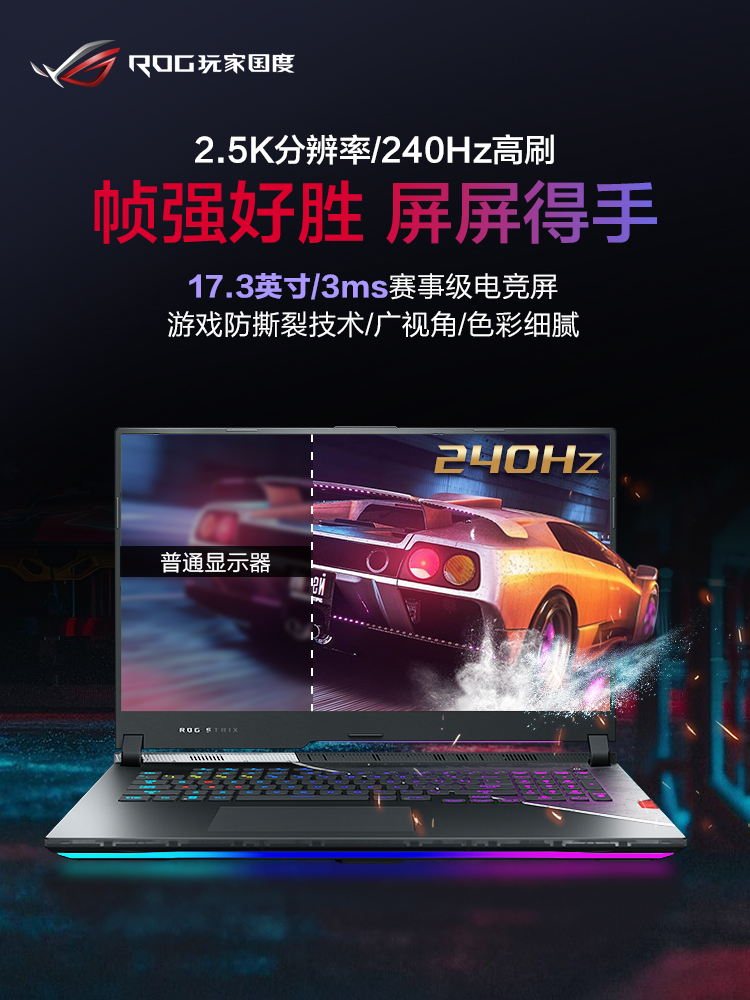 ROG玩家国度
2.5K分辨率/240Hz高刷
帧强好胜 屏屏得手
17.3英寸/3ms赛事级电竞屏
游戏防撕裂技术/广视角/色彩细腻
240Hz
普通显示器
ROG STRIX